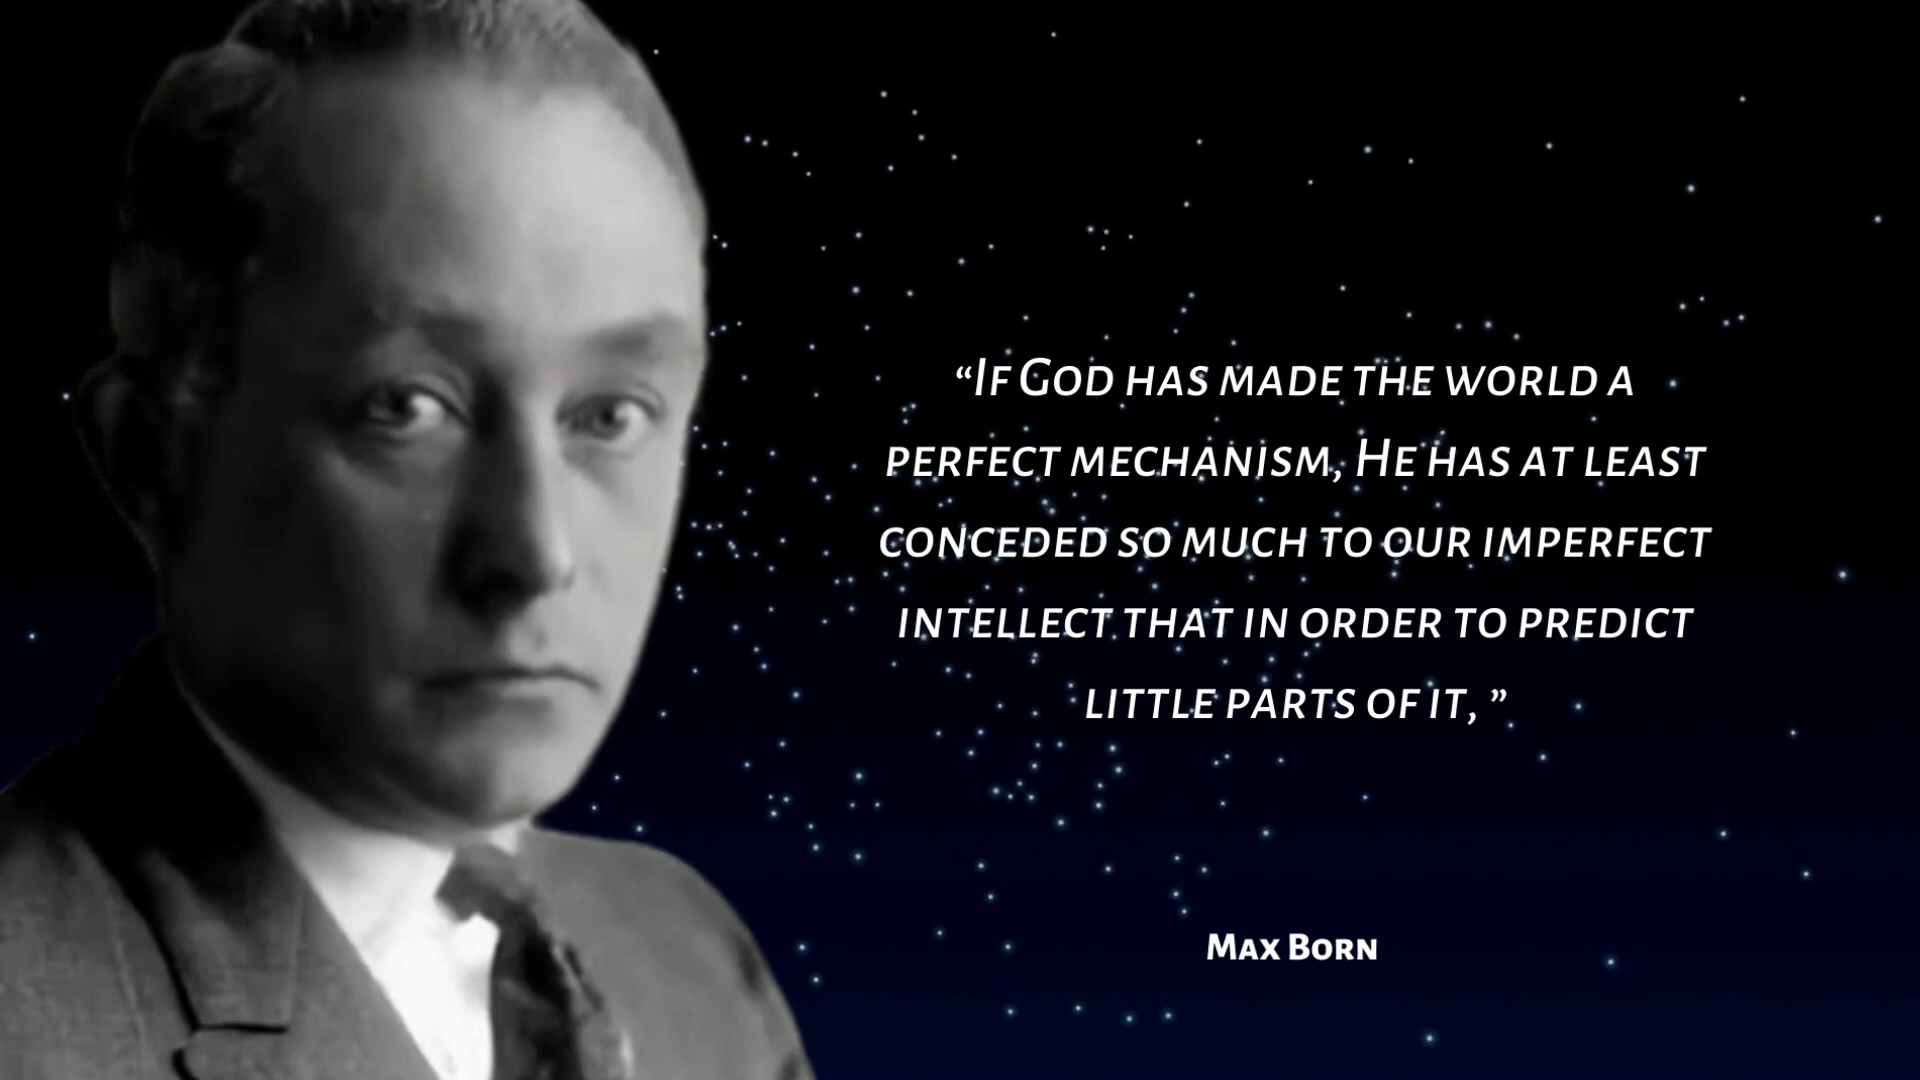 “If God has made the world a
perfect mechanism, He has at least
conceded so much to our imperfect
intellect that in order to predict
little parts of it, ”
Max Born